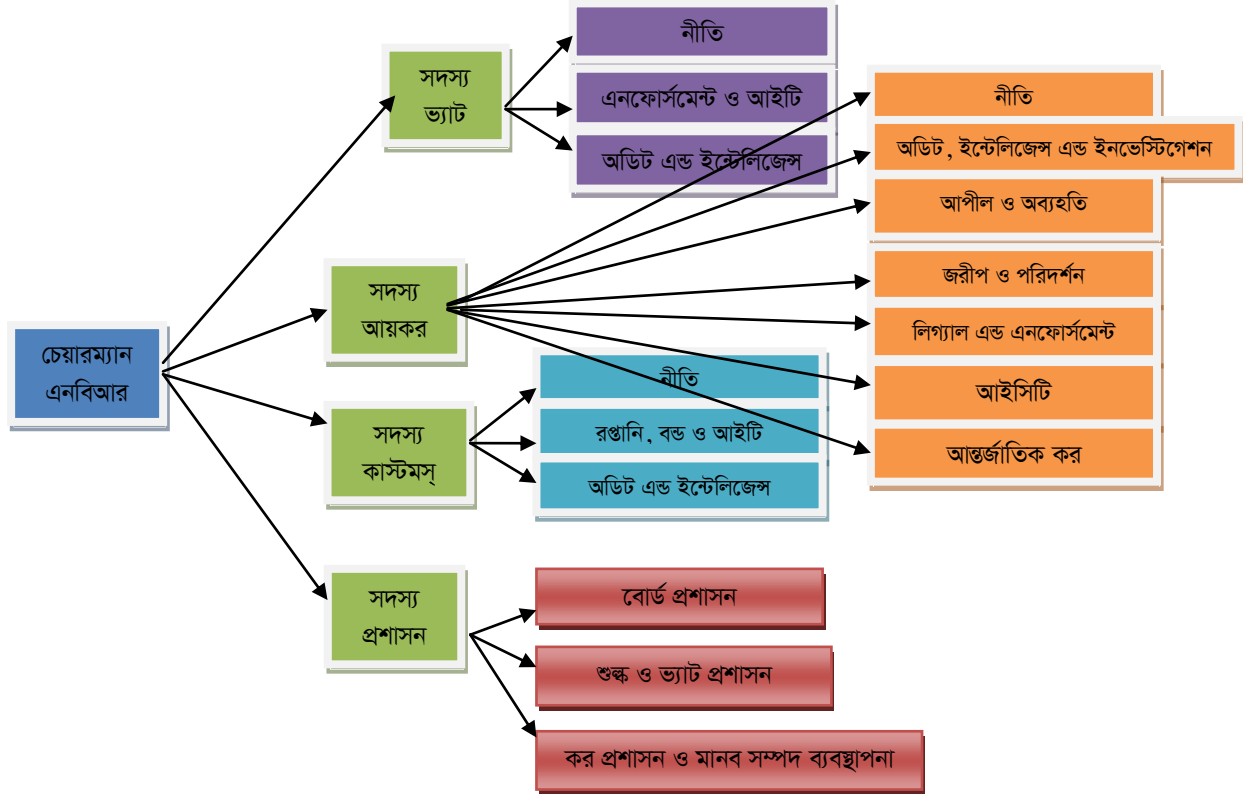 চেয়ারম্যান
এনবিআর
সদস্য
ভ্যাট
নীতি
এনফোর্সমেন্ট ও আইটি
অডিট এন্ড ইন্টেলিজেন্স
সদস্য
আয়কর
নীতি
অডিট, ইন্টেলিজেন্স এন্ড ইনভেস্টিগেশন
আপীল ও অব্যহতি
জরীপ ও পরিদর্শন
লিগ্যাল এন্ড এনফোর্সমেন্ট
আইসিটি
আন্তর্জাতিক কর
সদস্য
কাস্টমস্
নীতি
রপ্তানি, বন্ড ও আইটি
অডিট এন্ড ইন্টেলিজেন্স
সদস্য
প্রশাসন
বোর্ড প্রশাসন
শুল্ক ও ভ্যাট প্রশাসন
কর প্রশাসন ও মানব সম্পদ ব্যবস্থাপনা